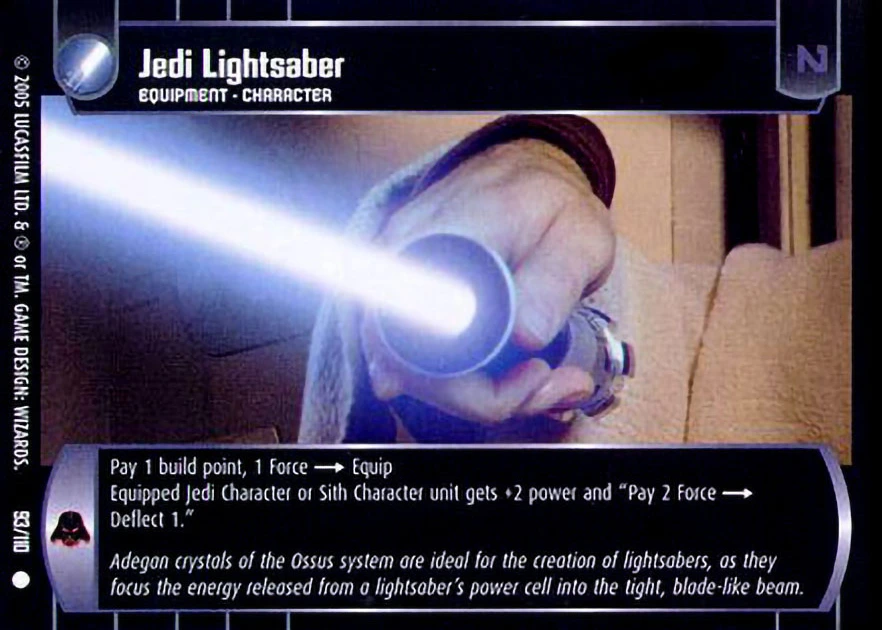 Jedi Lightsaber
N
EQUIPMENT - CHARACTER
© 2005 LUCASFILM LTD. & ® or TM. GAME DESIGN: WIZARDS. 93/110
Pay 1 build point, 1 Force → Equip
Equipped Jedi Character or Sith Character unit gets +2 power and “Pay 2 Force →
Deflect 1.”
Adegan crystals of the Ossus system are ideal for the creation of lightsabers, as they
focus the energy released from a lightsaber's power cell into the tight, blade-like beam.